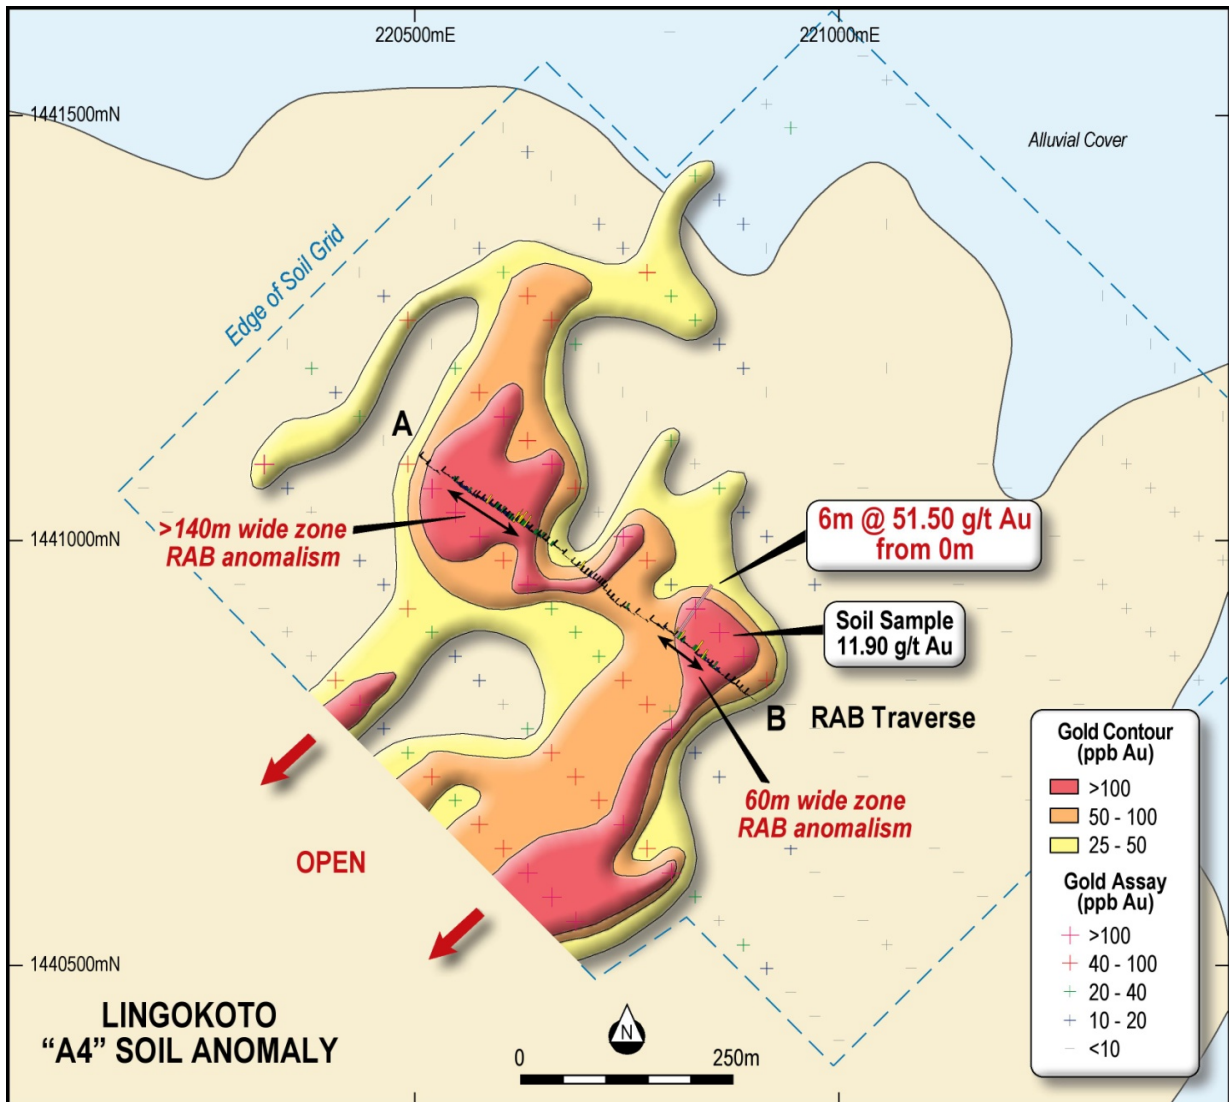 220500mE
221000mE
1441500mN
Alluvial Cover
Edge of Soil Grid
A
>140m wide zone
RAB anomalism
1441000mN
6m @ 51.50 g/t Au
from 0m
Soil Sample
11.90 g/t Au
B RAB Traverse
60m wide zone
RAB anomalism
OPEN
1440500mN
LINGOKOTO
“A4” SOIL ANOMALY
N
0 250m
Gold Contour
(ppb Au)
>100
50 - 100
25 - 50
Gold Assay
(ppb Au)
>100
40 - 100
20 - 40
10 - 20
<10